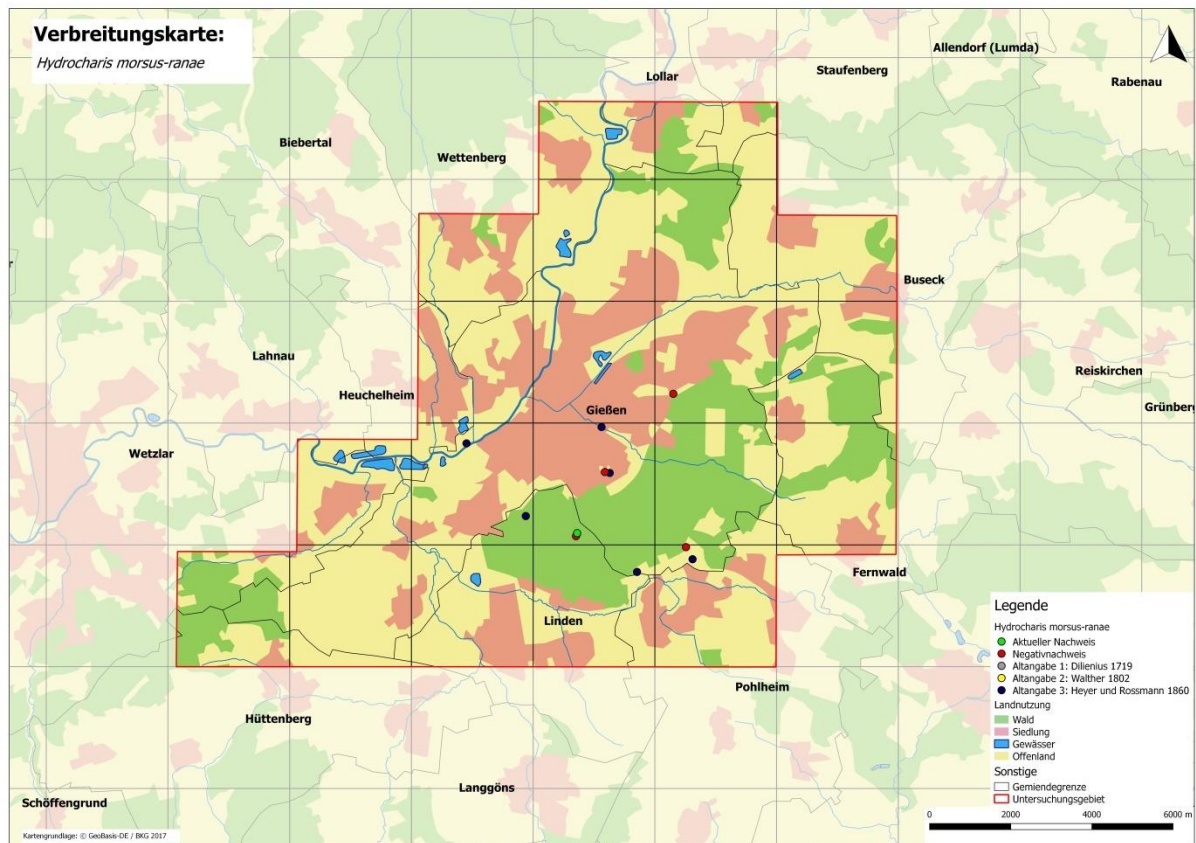 Verbreitungskarte:
Hydrocharis morsus-ranae
Allendorf (Lumda)
Lollar
Staufenberg
Rabenau
Biebertal
Wettenberg
Buseck
Lahnau
Reiskirchen
Heuchelheim
Gießen
Grünberg
Wetzlar
Fernwald
Linden
Pohlheim
Hüttenberg
Langgöns
Schöffengrund
Legende
Hydrocharis morsus-ranae
Aktueller Nachweis
Negativnachweis
Altangabe 1: Dilienius 1719
Altangabe 2: Walther 1802
Altangabe 3: Heyer und Rossmann 1860
Landnutzung
Wald
Siedlung
Gewässer
Offenland
Sonstige
Gemiendegrenze
Untersuchungsgebiet
0 2000 4000 6000 m
Kartengrundlage: © GeoBasis-DE / BKG 2017